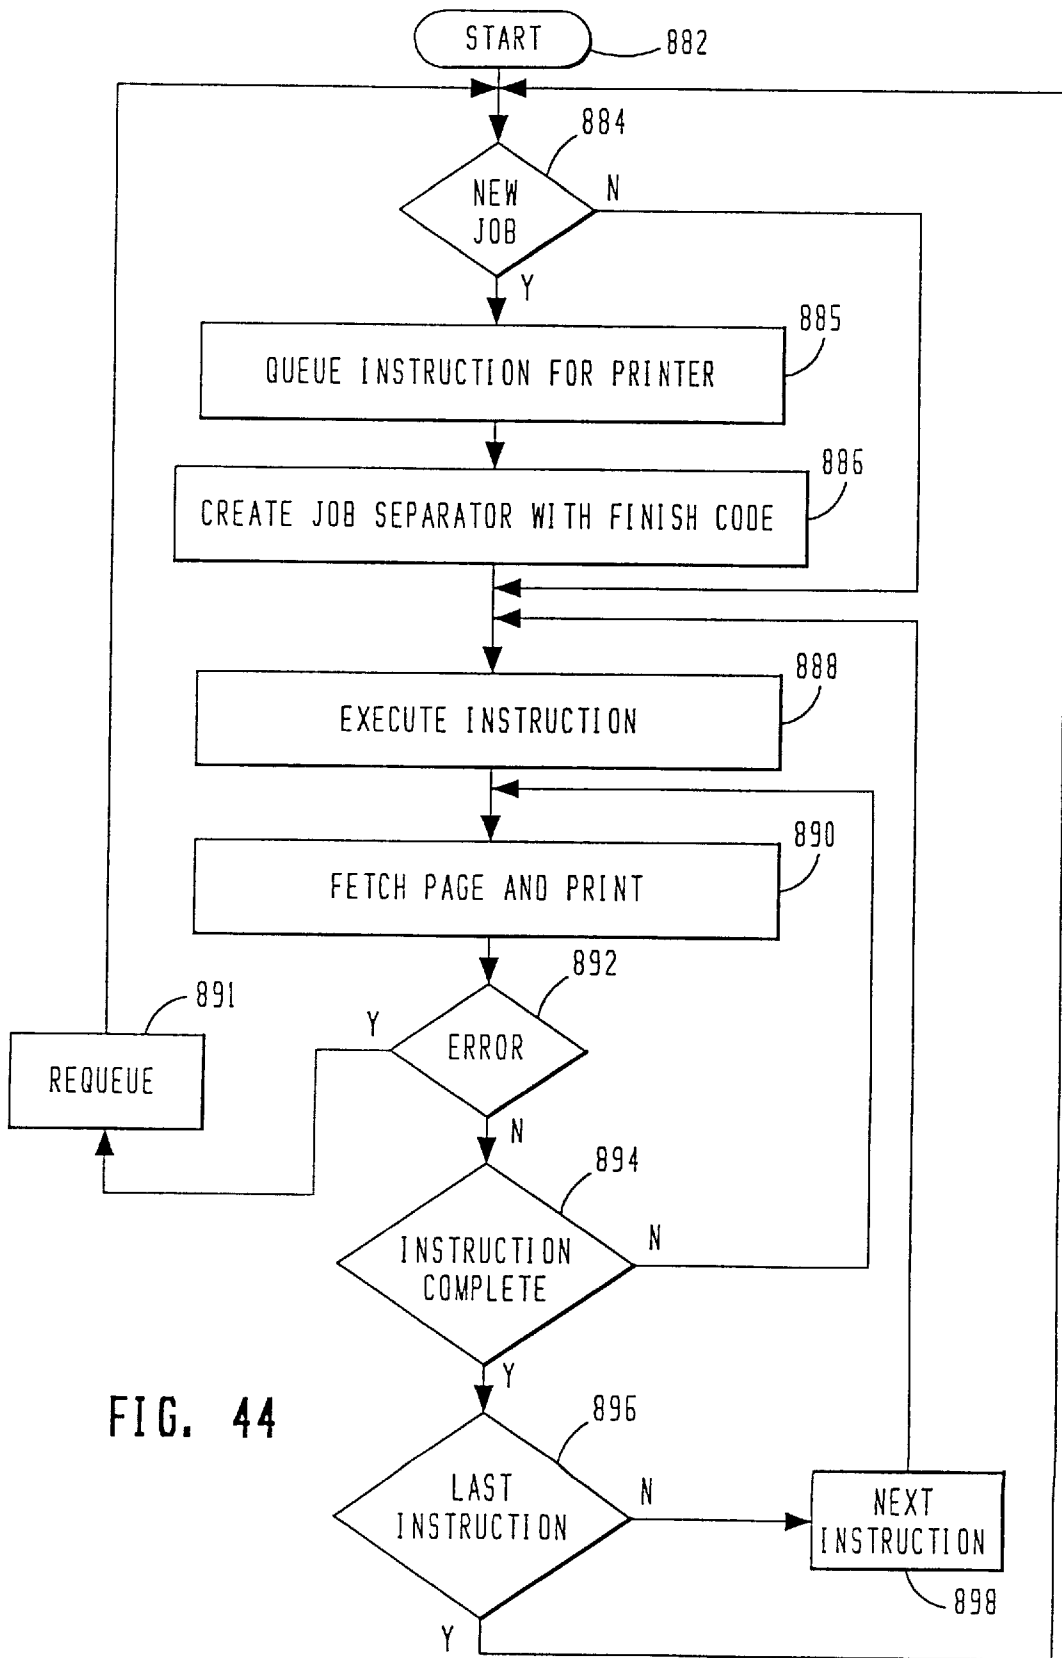 START
882
884
NEW
JOB
N
Y
885
QUEUE INSTRUCTION FOR PRINTER
886
CREATE JOB SEPARATOR WITH FINISH CODE
888
EXECUTE INSTRUCTION
890
FETCH PAGE AND PRINT
892
891
Y
ERROR
REQUEUE
N
894
INSTRUCTION
COMPLETE
N
Y
FIG. 44
896
LAST
INSTRUCTION
N
NEXT
INSTRUCTION
898
Y